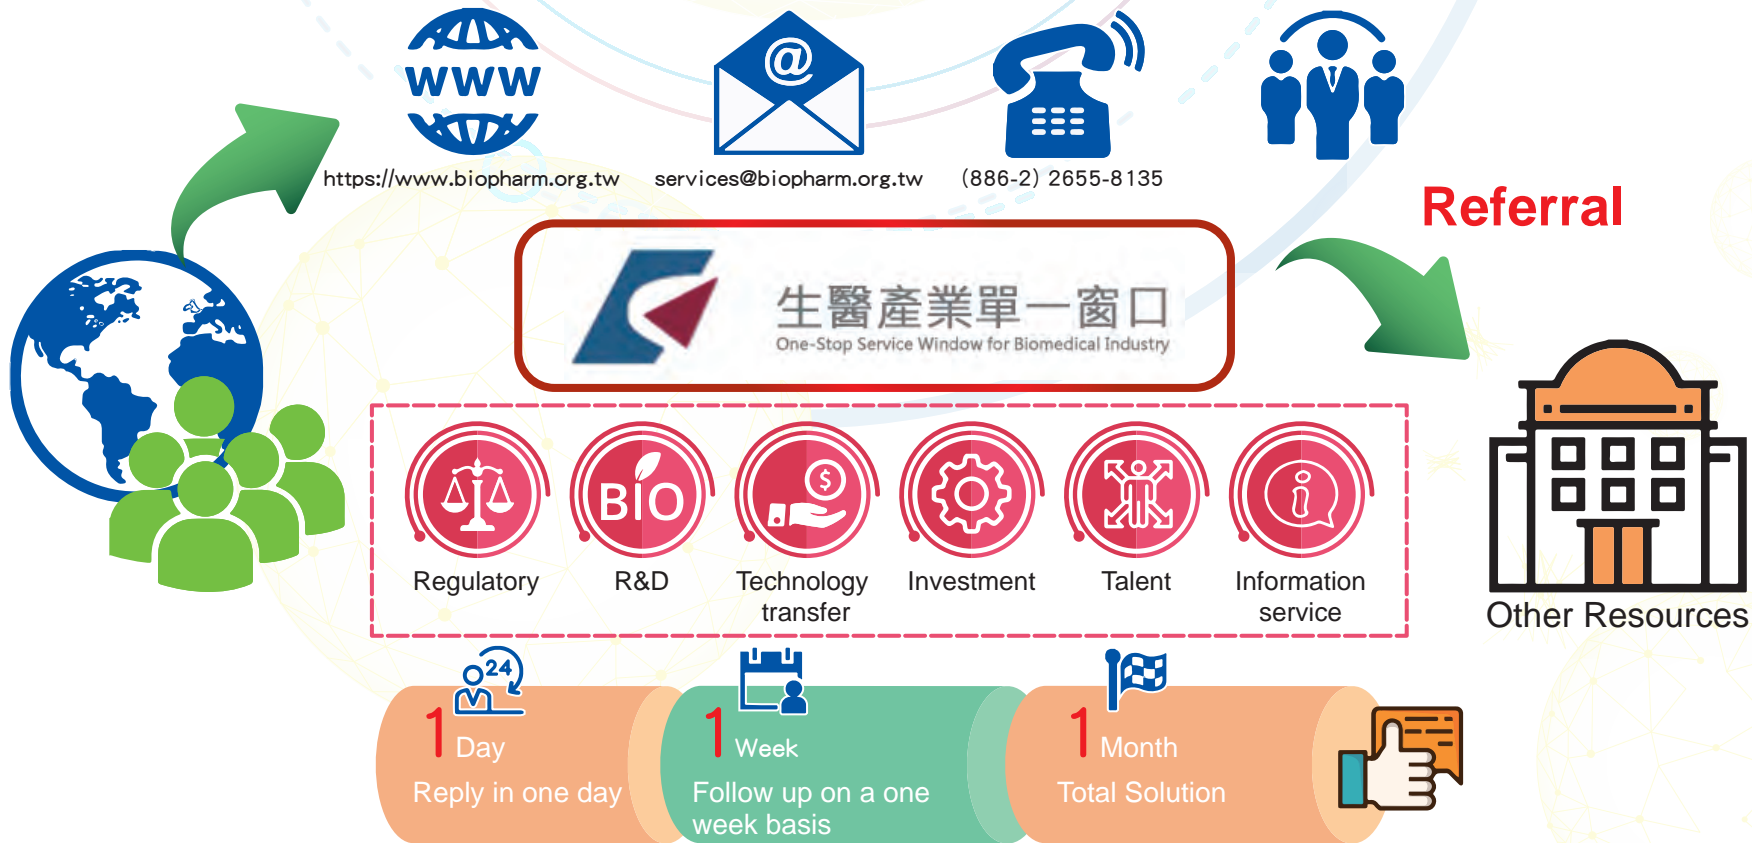 WWW
@
https://www.biopharm.org.tw
services@biopharm.org.tw
(886-2) 2655-8135
Referral
生醫產業單一窗口
One-Stop Service Window for Biomedical Industry
BIO
$
i
Regulatory
R&D
Technology
transfer
Investment
Talent
Information
service
Other Resources
24
1 Day
Reply in one day
1 Week
Follow up on a one
week basis
1 Month
Total Solution